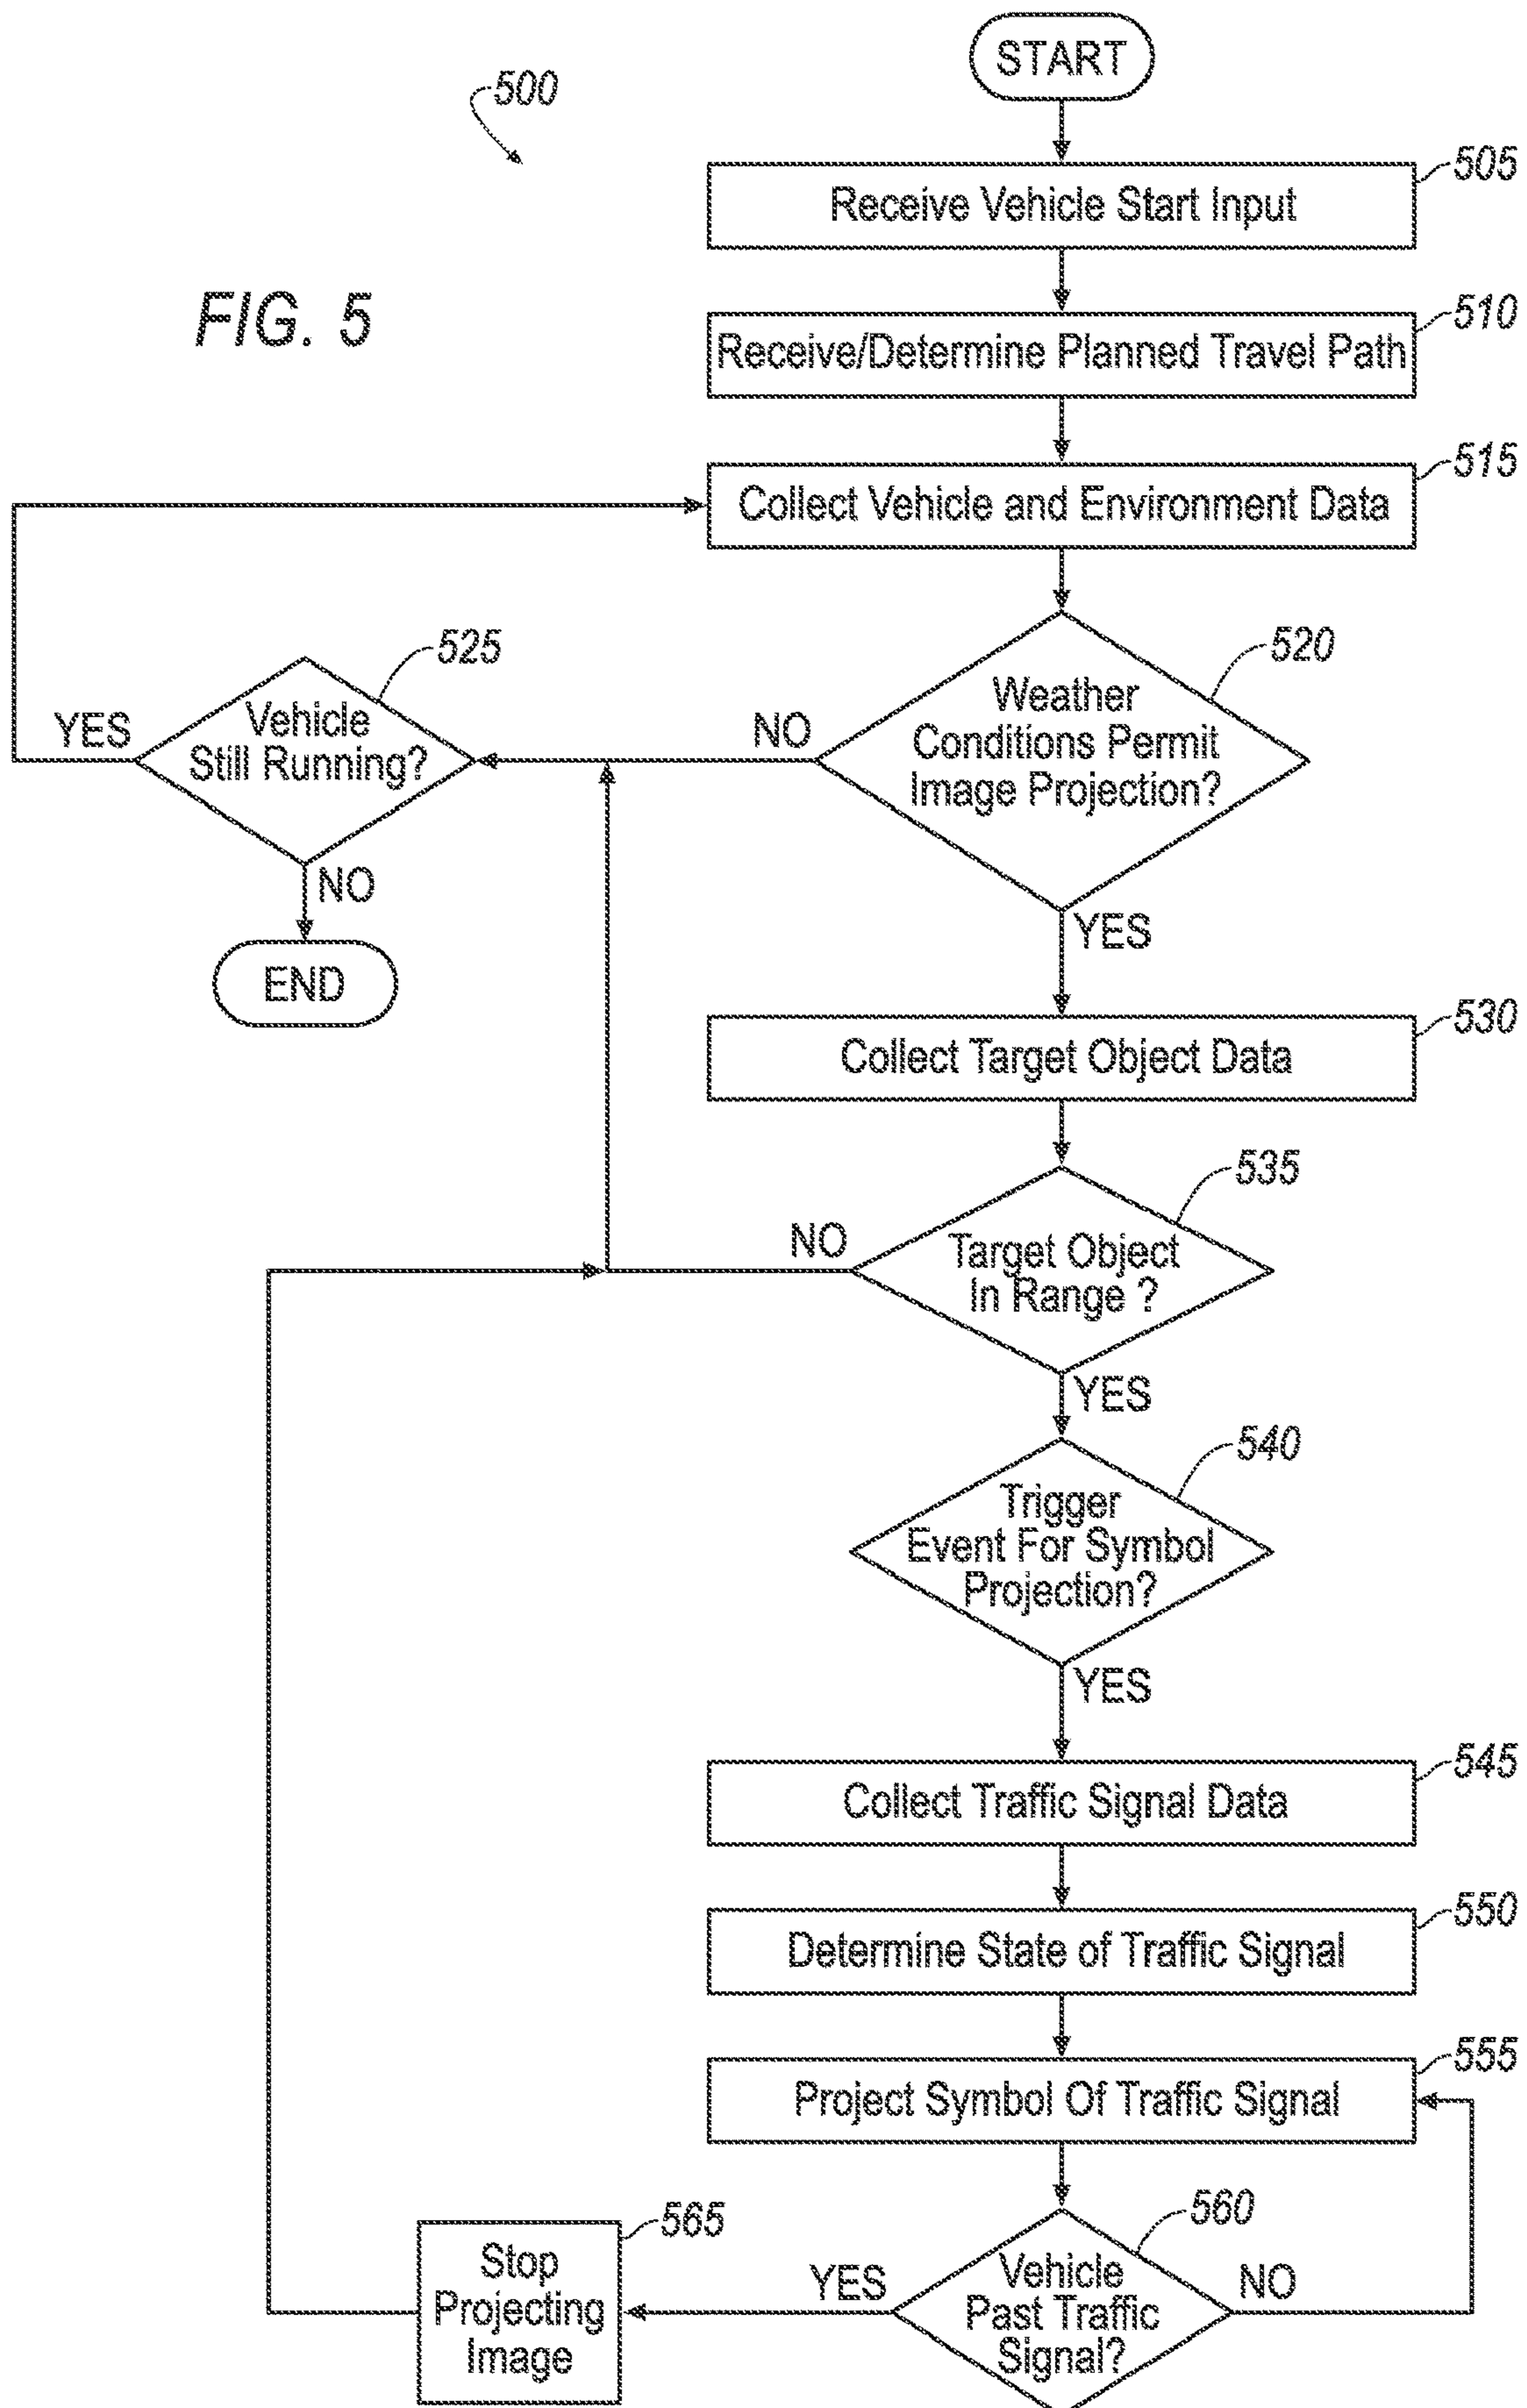 START
500
505
Receive Vehicle Start Input
FIG. 5
510
Receive/Determine Planned Travel Path
515
Collect Vehicle and Environment Data
525
Vehicle
Still Running?
YES
NO
END
520
Weather
Conditions Permit
Image Projection?
NO
YES
530
Collect Target Object Data
535
Target Object
In Range ?
NO
YES
540
Trigger
Event For Symbol
Projection?
YES
545
Collect Traffic Signal Data
550
Determine State of Traffic Signal
555
Project Symbol Of Traffic Signal
560
Vehicle
Past Traffic
Signal?
YES
NO
565
Stop
Projecting
Image